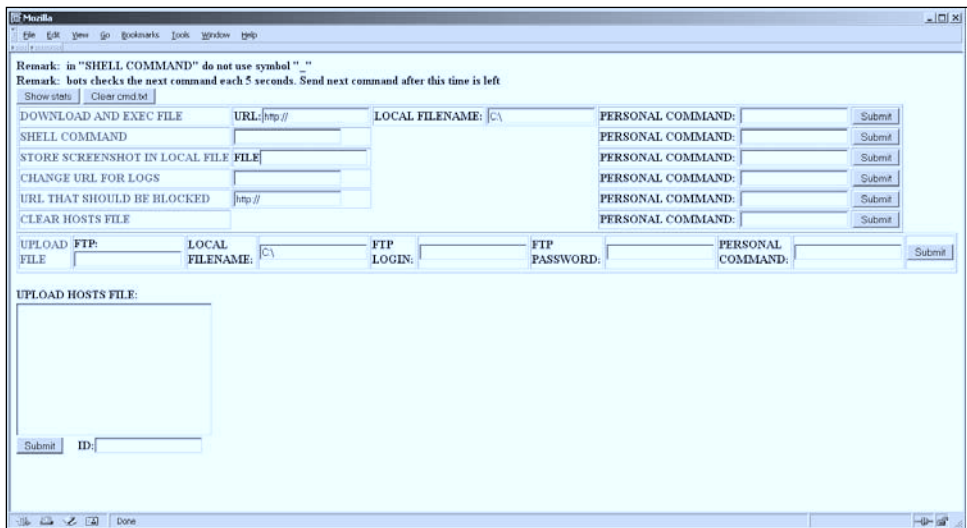 Mozilla
File Edit View Go Bookmarks Tools Window Help
Remark: in "SHELL COMMAND" do not use symbol "_"
Remark: bots checks the next command each 5 seconds. Send next command after this time is left
Show stats Clear cmd.txt
DOWNLOAD AND EXEC FILE URL: http:// LOCAL FILENAME: C:\ PERSONAL COMMAND: Submit
SHELL COMMAND PERSONAL COMMAND: Submit
STORE SCREENSHOT IN LOCAL FILE FILE PERSONAL COMMAND: Submit
CHANGE URL FOR LOGS PERSONAL COMMAND: Submit
URL THAT SHOULD BE BLOCKED http:// PERSONAL COMMAND: Submit
CLEAR HOSTS FILE PERSONAL COMMAND: Submit
UPLOAD FILE FTP: LOCAL FILENAME: C:\ FTP LOGIN: FTP PASSWORD: PERSONAL COMMAND: Submit
UPLOAD HOSTS FILE:
Submit ID:
Done